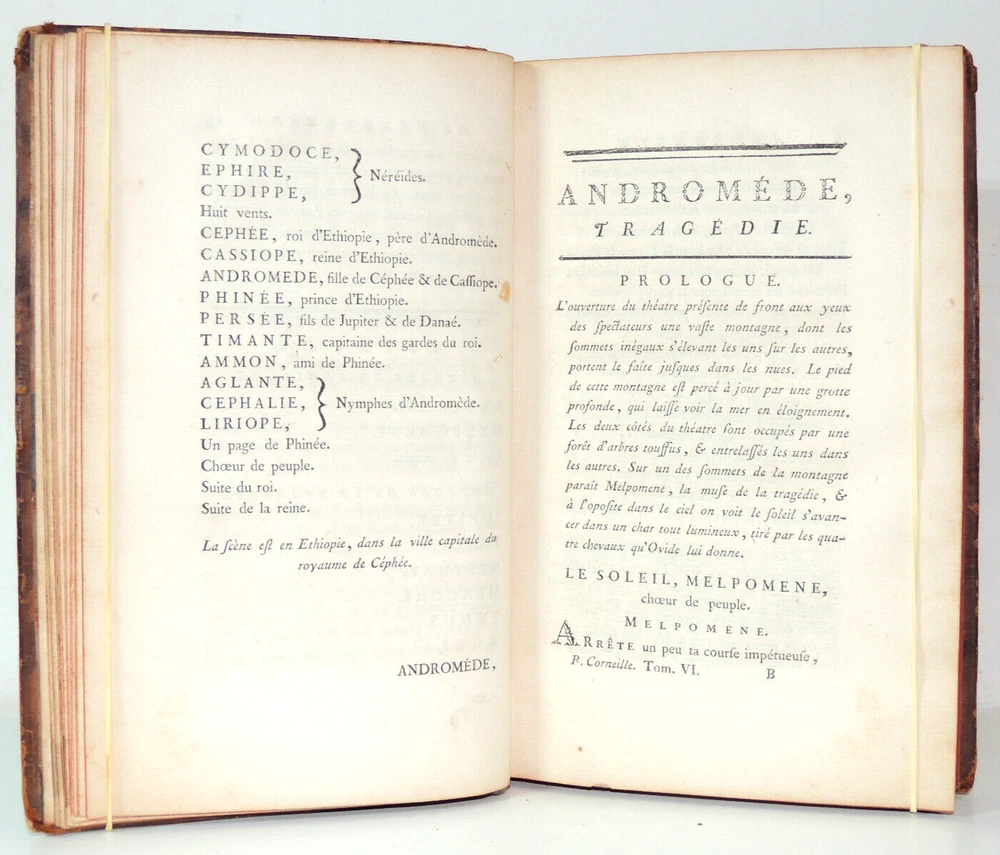 CYMODOCE,
EPHIRE,
CYDIPPE,
Néréïdes.
Huit vents.
CEPHÉE, roi d'Ethiopie, père d'Andromède.
CASSIOPE, reine d'Ethiopie.
ANDROMEDE, fille de Céphée & de Caſſiope.
PHINÉE, prince d'Ethiopie.
PERSÉE, fils de Jupiter & de Danaé.
TIMANTE, capitaine des gardes du roi.
AMMON, ami de Phinée.
AGLANTE,
CEPHALIE,
LIRIOPE,
Nymphes d'Andromède.
Un page de Phinée.
Chœur de peuple.
Suite du roi.
Suite de la reine.
La ſcène eſt en Ethiopie, dans la ville capitale du
royaume de Céphée.
ANDROMÈDE,
ANDROMÉDE,
TRAGÉDIE.
PROLOGUE.
L'ouverture du théatre préſente de front aux yeux
des ſpectateurs une vaſte montagne, dont les
ſommets inégaux s'élevant les uns ſur les autres,
portent le faîte juſques dans les nues. Le pied
de cette montagne eſt percé à jour par une grotte
profonde, qui laiſſe voir la mer en éloignement.
Les deux côtés du théatre ſont occupés par une
forêt d'arbres touffus, & entrelaſſés les uns dans
les autres. Sur un des ſommets de la montagne
paraît Melpomene, la muſe de la tragédie, &
à l'oppoſite dans le ciel on voit le ſoleil s'avan-
cer dans un char tout lumineux, tiré par les qua-
tre chevaux qu'Ovide lui donne.
LE SOLEIL, MELPOMENE,
chœur de peuple.
MELPOMENE.
ARRÊTE un peu ta courſe impétueuſe,
P. Corneille. Tom. VI. B